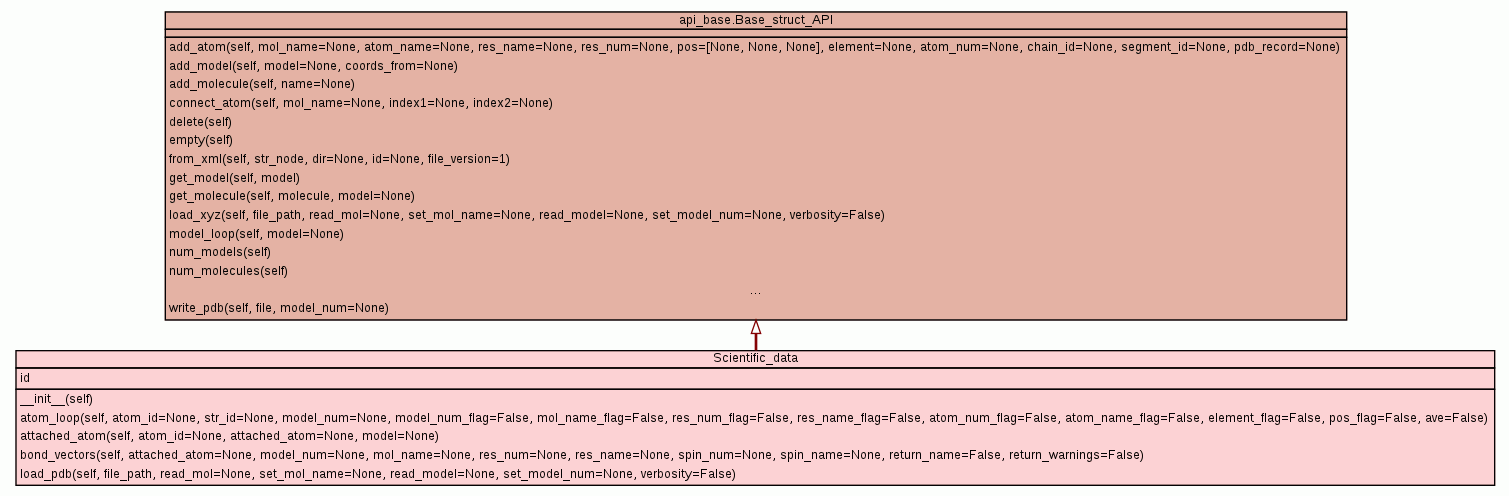 api_base.Base_struct_API
add_atom(self, mol_name=None, atom_name=None, res_name=None, res_num=None, pos=[None, None, None], element=None, atom_num=None, chain_id=None, segment_id=None, pdb_record=None)
add_model(self, model=None, coords_from=None)
add_molecule(self, name=None)
connect_atom(self, mol_name=None, index1=None, index2=None)
delete(self)
empty(self)
from_xml(self, str_node, dir=None, id=None, file_version=1)
get_model(self, model)
get_molecule(self, molecule, model=None)
load_xyz(self, file_path, read_mol=None, set_mol_name=None, read_model=None, set_model_num=None, verbosity=False)
model_loop(self, model=None)
num_models(self)
num_molecules(self)
...
write_pdb(self, file, model_num=None)
Scientific_data
id
__init__(self)
atom_loop(self, atom_id=None, str_id=None, model_num=None, model_num_flag=False, mol_name_flag=False, res_num_flag=False, res_name_flag=False, atom_num_flag=False, atom_name_flag=False, element_flag=False, pos_flag=False, ave=False)
attached_atom(self, atom_id=None, attached_atom=None, model=None)
bond_vectors(self, attached_atom=None, model_num=None, mol_name=None, res_num=None, res_name=None, spin_num=None, spin_name=None, return_name=False, return_warnings=False)
load_pdb(self, file_path, read_mol=None, set_mol_name=None, read_model=None, set_model_num=None, verbosity=False)